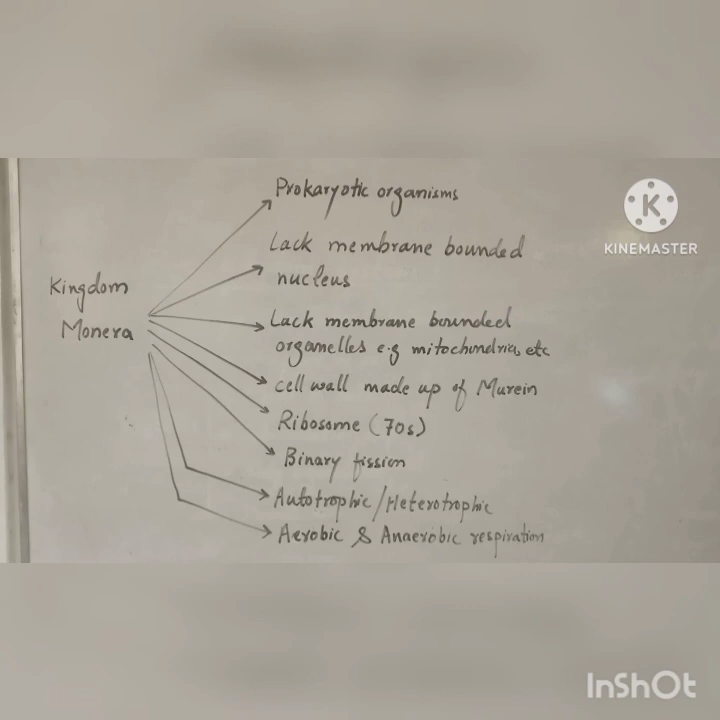 Prokaryotic organisms
Lack membrane bounded
nucleus
Kingdom
Monera
Lack membrane bounded
organelles e.g mitochondria, etc
cell wall made up of Murein
Ribosome (70s)
Binary fission
Autotrophic/Heterotrophic
Aerobic & Anaerobic respiration
K
KINEMASTER
InShOt